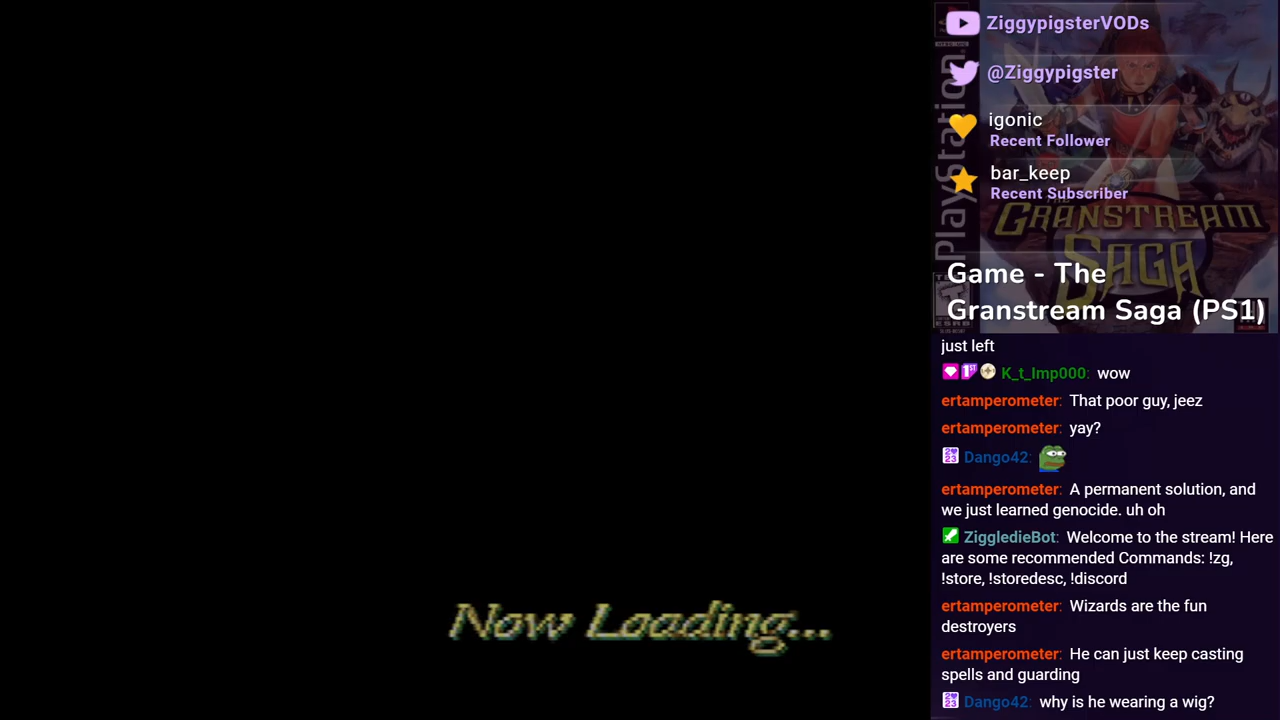 ZiggypigsterVODs
@Ziggypigster
igonic
Recent Follower
bar_keep
Recent Subscriber
PlayStation
THE
GRANSTREAM
SAGA
Game - The
Granstream Saga (PS1)
just left
K_t_Imp000: wow
ertamperometer: That poor guy, jeez
ertamperometer: yay?
Dango42:
ertamperometer: A permanent solution, and
we just learned genocide. uh oh
ZiggledieBot: Welcome to the stream! Here
are some recommended Commands: !zg,
!store, !storedesc, !discord
ertamperometer: Wizards are the fun
destroyers
ertamperometer: He can just keep casting
spells and guarding
Dango42: why is he wearing a wig?
Now Loading...